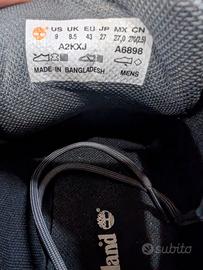 US UK EU JP MX CN
9 8.5 43 27 27,0 270(2.5)
A2KXJ A6898
MADE IN BANGLADESH MENS
land
subito